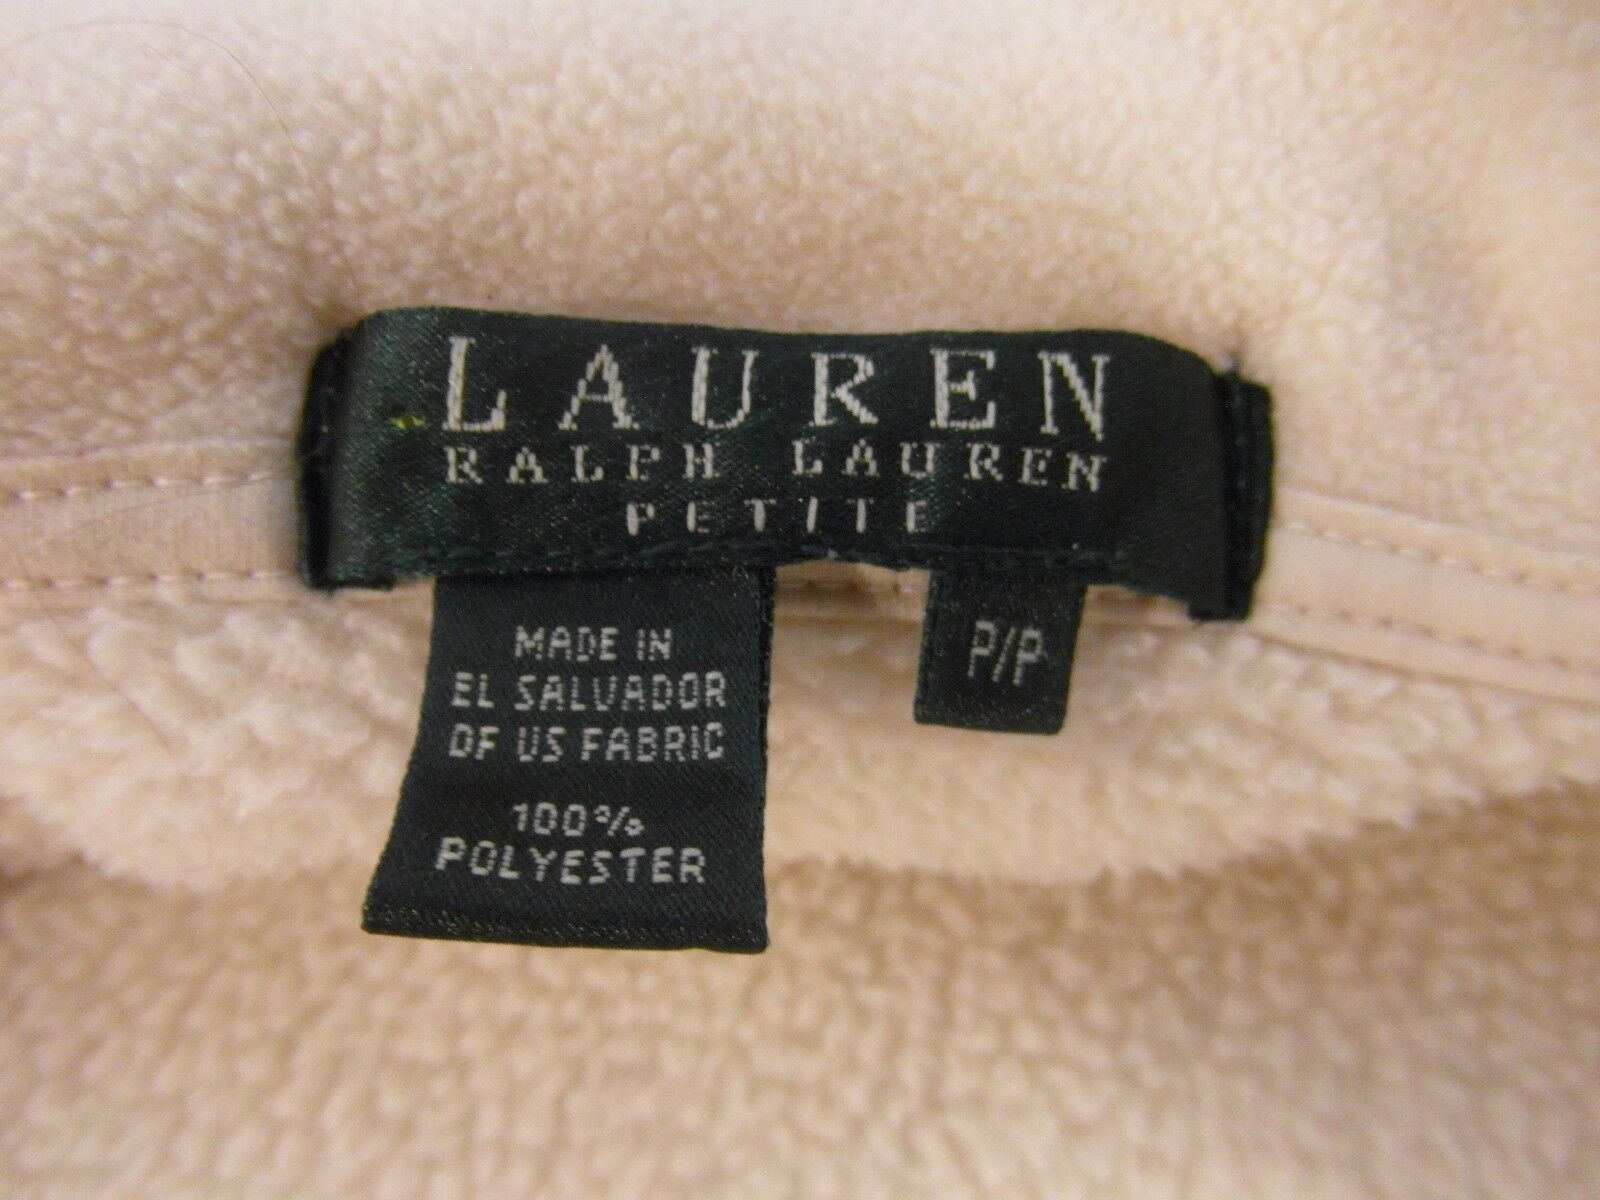 LAUREN
RALPH LAUREN
PETITE
MADE IN
EL SALVADOR
OF US FABRIC
100%
POLYESTER
P/P